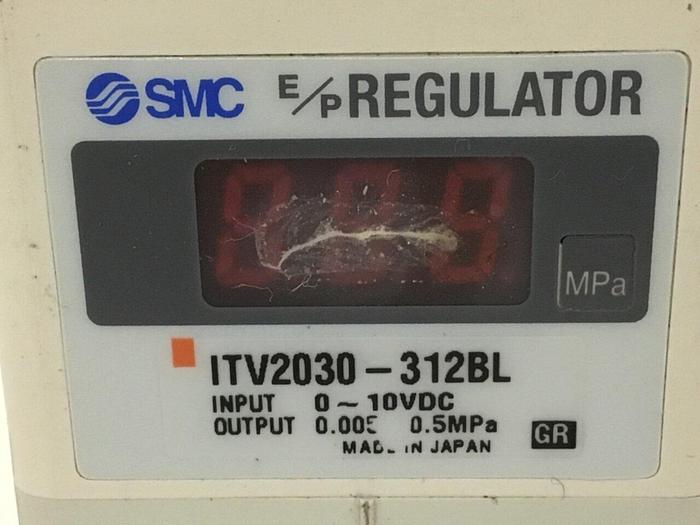 SMC E/P REGULATOR
MPa
ITV2030-312BL
INPUT 0~10VDC
OUTPUT 0.005 0.5MPa
MADE IN JAPAN
GR